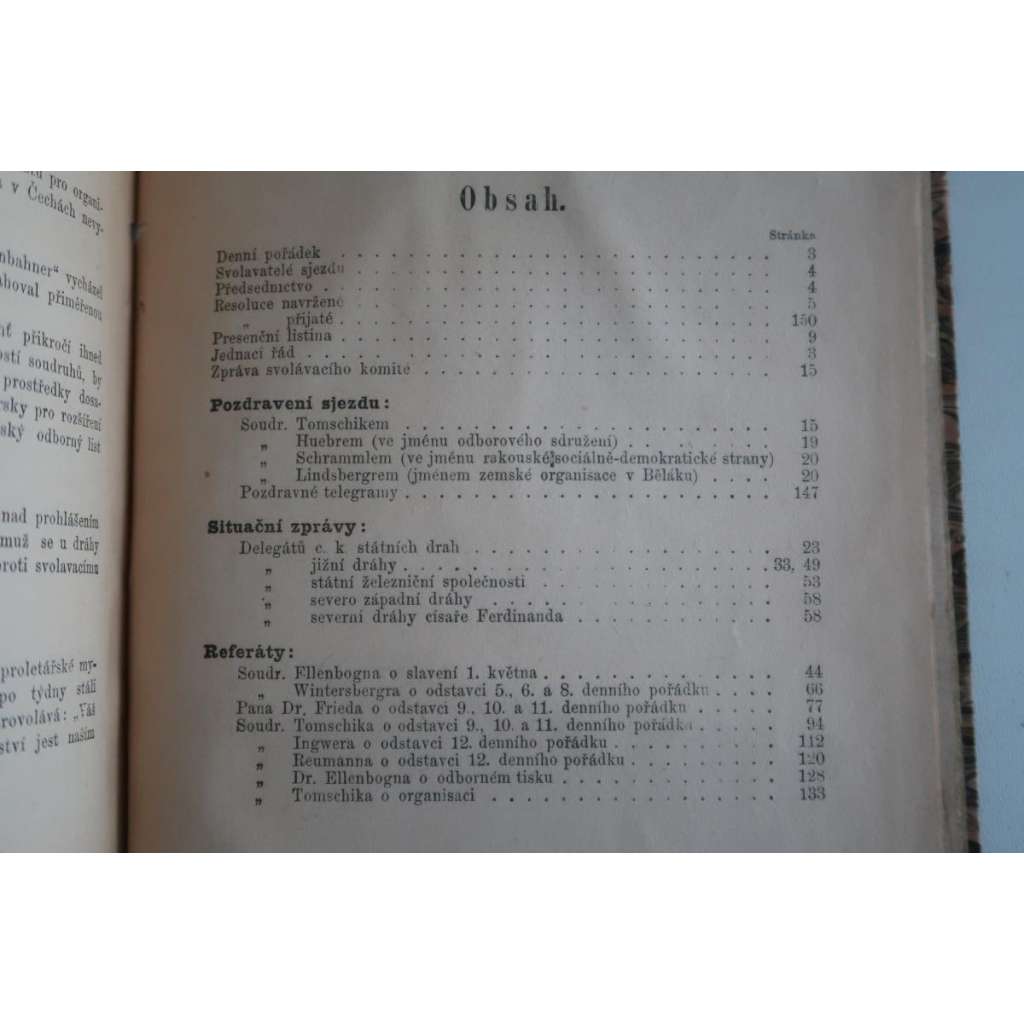 pro organi-
v Čechách nevy-
nbahner“ vycházel
ahoval přiměřenou
přikročí ihned
ostí soudruhů, by
prostředky dosa-
rsky pro rozšíření
ský odborný list
nad prohlášením
muž se u dráhy
proti svolavacímu
proletářské my-
po týdny stáli
rovolává: „Váš
ství jest naším
Obsah.
Stránka
Denní pořádek . . . . . . . . . . . . . . . . . . . . 3
Svolavatelé sjezdu . . . . . . . . . . . . . . . . . . . . 4
Předsednictvo . . . . . . . . . . . . . . . . . . . . 4
Resoluce navržené . . . . . . . . . . . . . . . . . . . . 5
„ přijaté . . . . . . . . . . . . . . . . . . . . 150
Presenční listina . . . . . . . . . . . . . . . . . . . . 9
Jednací řád . . . . . . . . . . . . . . . . . . . . 3
Zpráva svolávacího komité . . . . . . . . . . . . . . . . 15
Pozdravení sjezdu:
Soudr. Tomschikem . . . . . . . . . . . . . . . . . 15
„ Huebrem (ve jménu odborového sdružení) . . . . . . . 19
„ Schrammlem (ve jménu rakouské sociálně-demokratické strany) 20
„ Lindsbergrem (jménem zemské organisace v Běláku) . . . . 20
Pozdravné telegramy . . . . . . . . . . . . . . . . . 147
Situační zprávy:
Delegátů c. k. státních drah . . . . . . . . . . . . . . 23
„ jižní dráhy . . . . . . . . . . . . . . . . 33, 49
„ státní železniční společnosti . . . . . . . . . . . 53
„ severo západní dráhy . . . . . . . . . . . . . 58
„ severní dráhy císaře Ferdinanda . . . . . . . . . 58
Referáty:
Soudr. Ellenbogna o slavení 1. května . . . . . . . . . . . 44
„ Wintersbergra o odstavci 5., 6. a 8. denního pořádku . . . . 66
Pana Dr. Frieda o odstavci 9., 10. a 11. denního pořádku . . . . . 77
Soudr. Tomschika o odstavci 9., 10. a 11. denního pořádku . . . . 94
„ Ingwera o odstavci 12. denního pořádku . . . . . . . . 112
„ Reumanna o odstavci 12. denního pořádku . . . . . . . 120
„ Dr. Ellenbogna o odborném tisku . . . . . . . . . . 128
„ Tomschika o organisaci . . . . . . . . . . . . . . 133